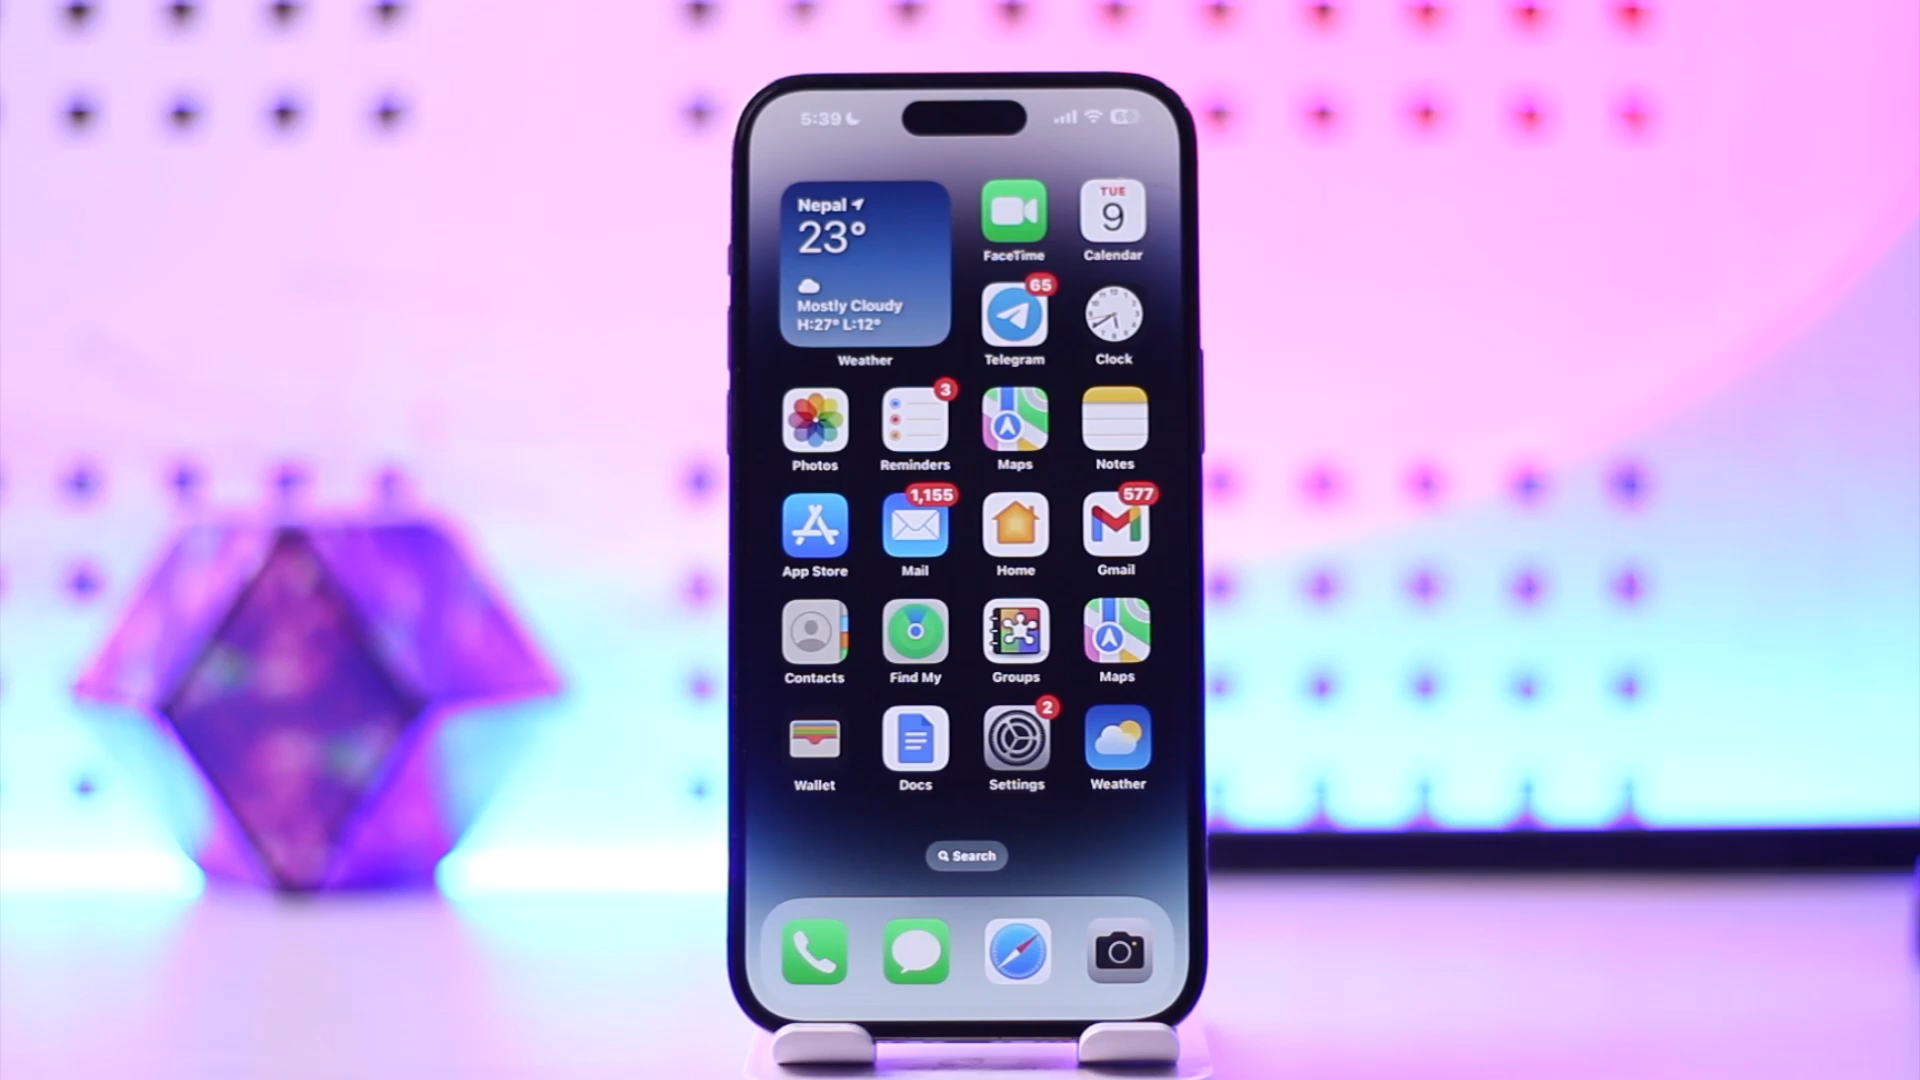 5:39
60
Nepal
23°
Mostly Cloudy
H:27° L:12°
Weather
FaceTime
TUE
9
Calendar
65
Telegram
Clock
Photos
3
Reminders
Maps
Notes
App Store
1,155
Mail
Home
577
Gmail
Contacts
Find My
Groups
Maps
Wallet
Docs
2
Settings
Weather
Search